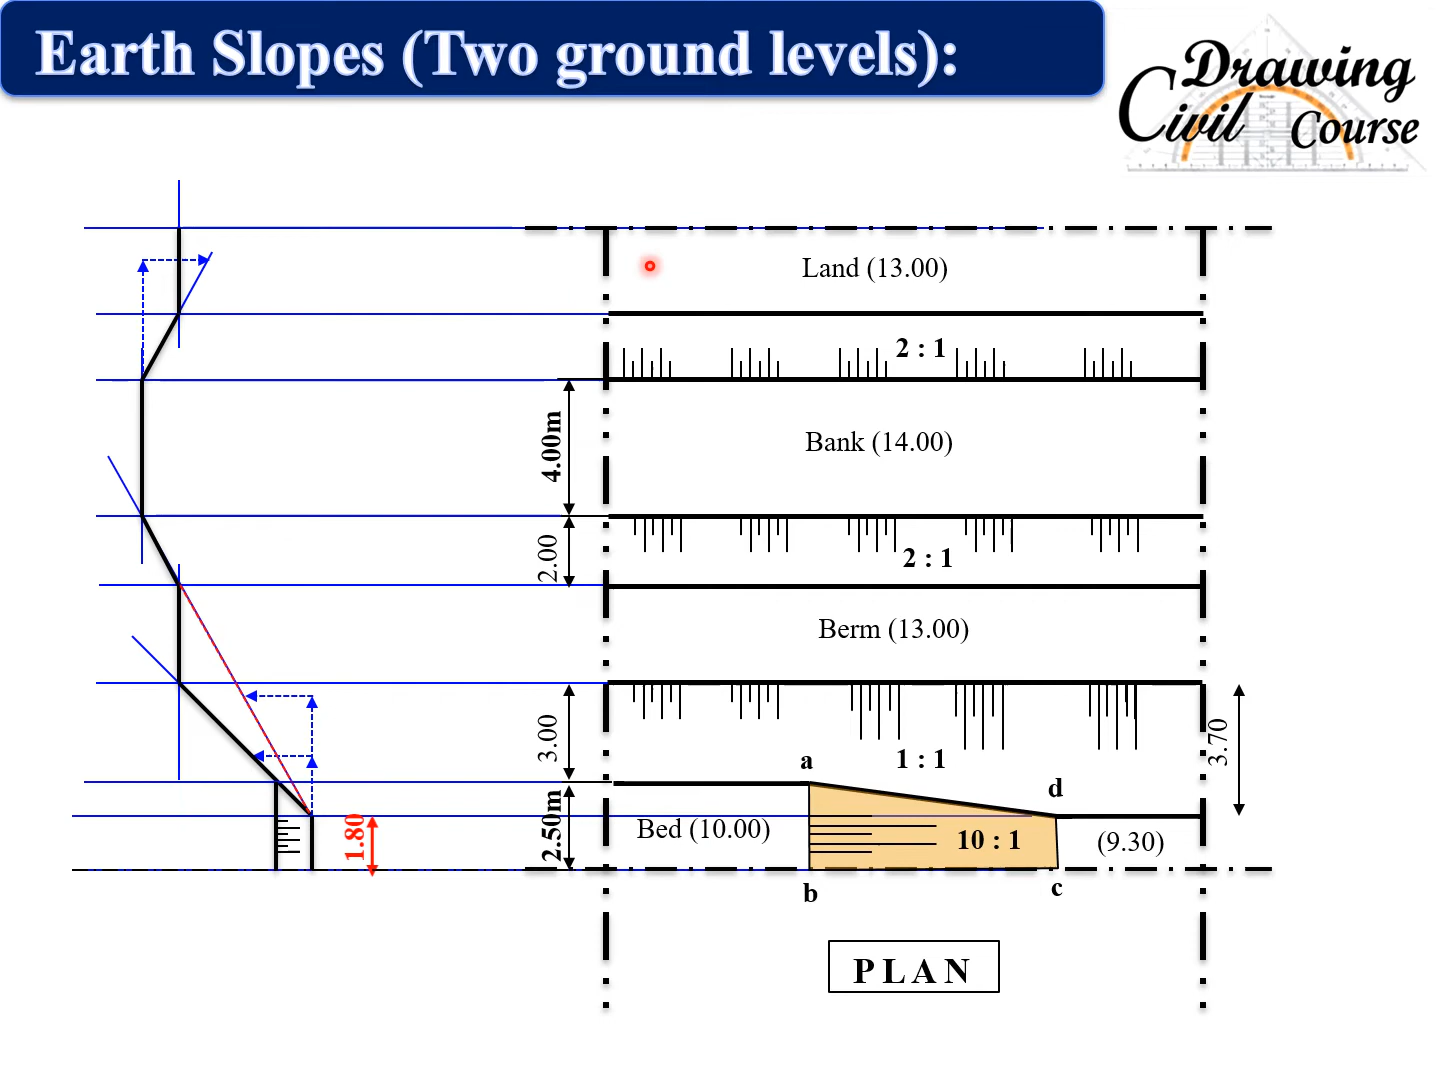 Earth Slopes (Two ground levels):
Drawing
Civil Course
Land (13.00)
2 : 1
4.00m
Bank (14.00)
2.00
2 : 1
Berm (13.00)
3.00
3.70
a
1 : 1
d
1.80
2.50m
Bed (10.00)
10 : 1
(9.30)
b
c
PLAN